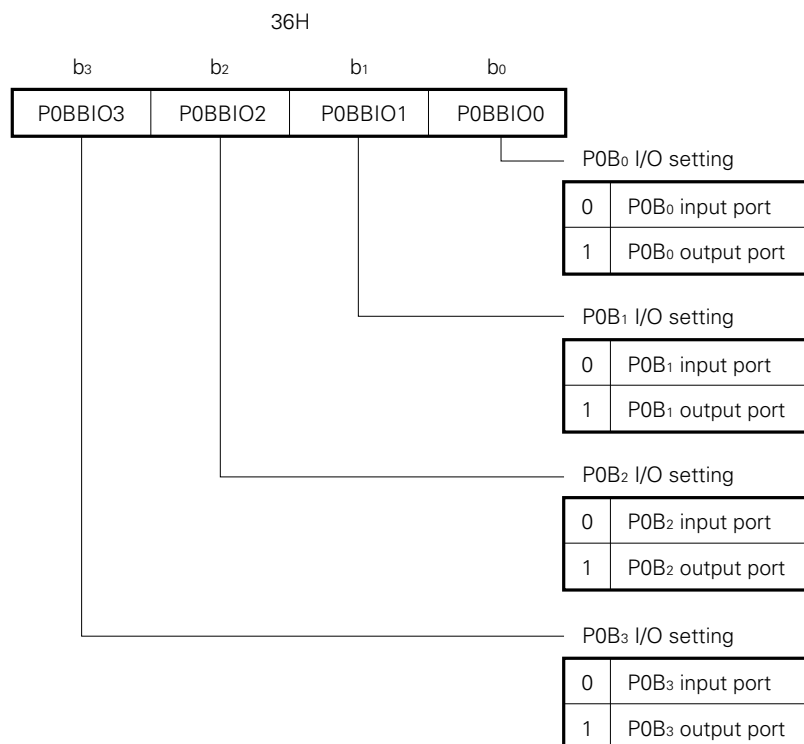 36H
b3 b2 b1 b0
P0BBIO3 P0BBIO2 P0BBIO1 P0BBIO0
P0B0 I/O setting
0 P0B0 input port
1 P0B0 output port
P0B1 I/O setting
0 P0B1 input port
1 P0B1 output port
P0B2 I/O setting
0 P0B2 input port
1 P0B2 output port
P0B3 I/O setting
0 P0B3 input port
1 P0B3 output port